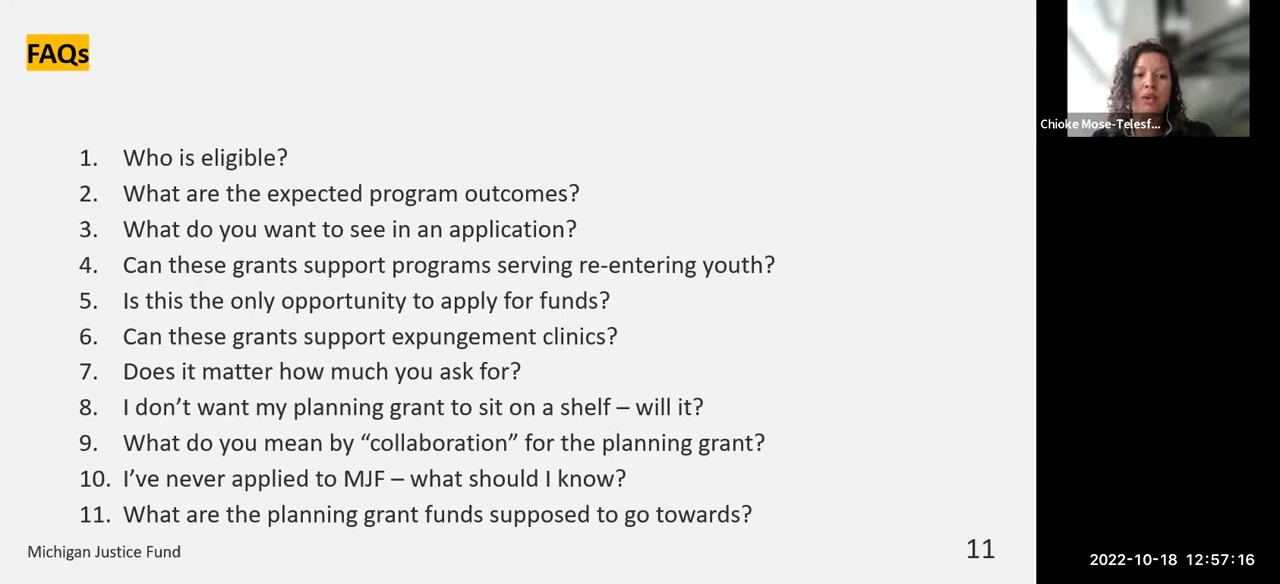 FAQs
1. Who is eligible?
2. What are the expected program outcomes?
3. What do you want to see in an application?
4. Can these grants support programs serving re-entering youth?
5. Is this the only opportunity to apply for funds?
6. Can these grants support expungement clinics?
7. Does it matter how much you ask for?
8. I don’t want my planning grant to sit on a shelf – will it?
9. What do you mean by “collaboration” for the planning grant?
10. I’ve never applied to MJF – what should I know?
11. What are the planning grant funds supposed to go towards?
Michigan Justice Fund
11
Chioke Mose-Telesf...
2022-10-18 12:57:16